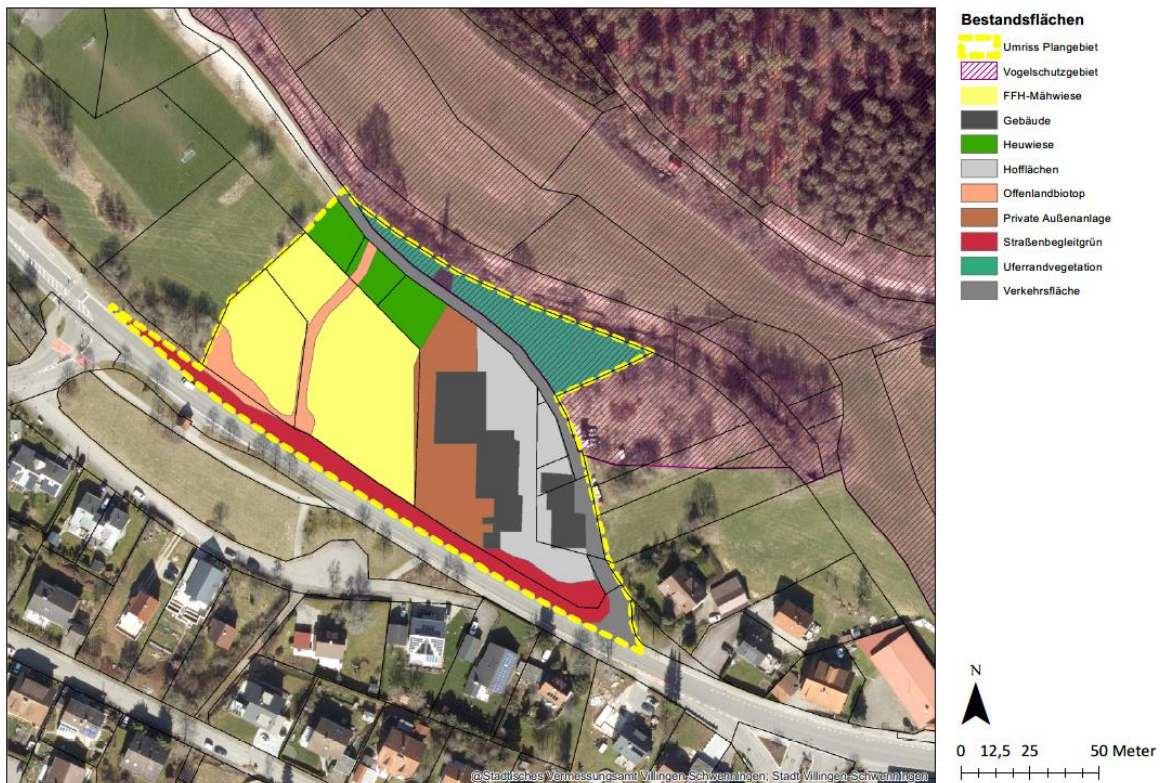 Bestandsflächen
Umriss Plangebiet
Vogelschutzgebiet
FFH-Mähwiese
Gebäude
Heuwiese
Hofflächen
Offenlandbiotop
Private Außenanlage
Straßenbegleitgrün
Uferrandvegetation
Verkehrsfläche
N
0 12,5 25 50 Meter
@Städtisches Vermessungsamt Villingen-Schwenningen; Stadt Villingen-Schwenningen